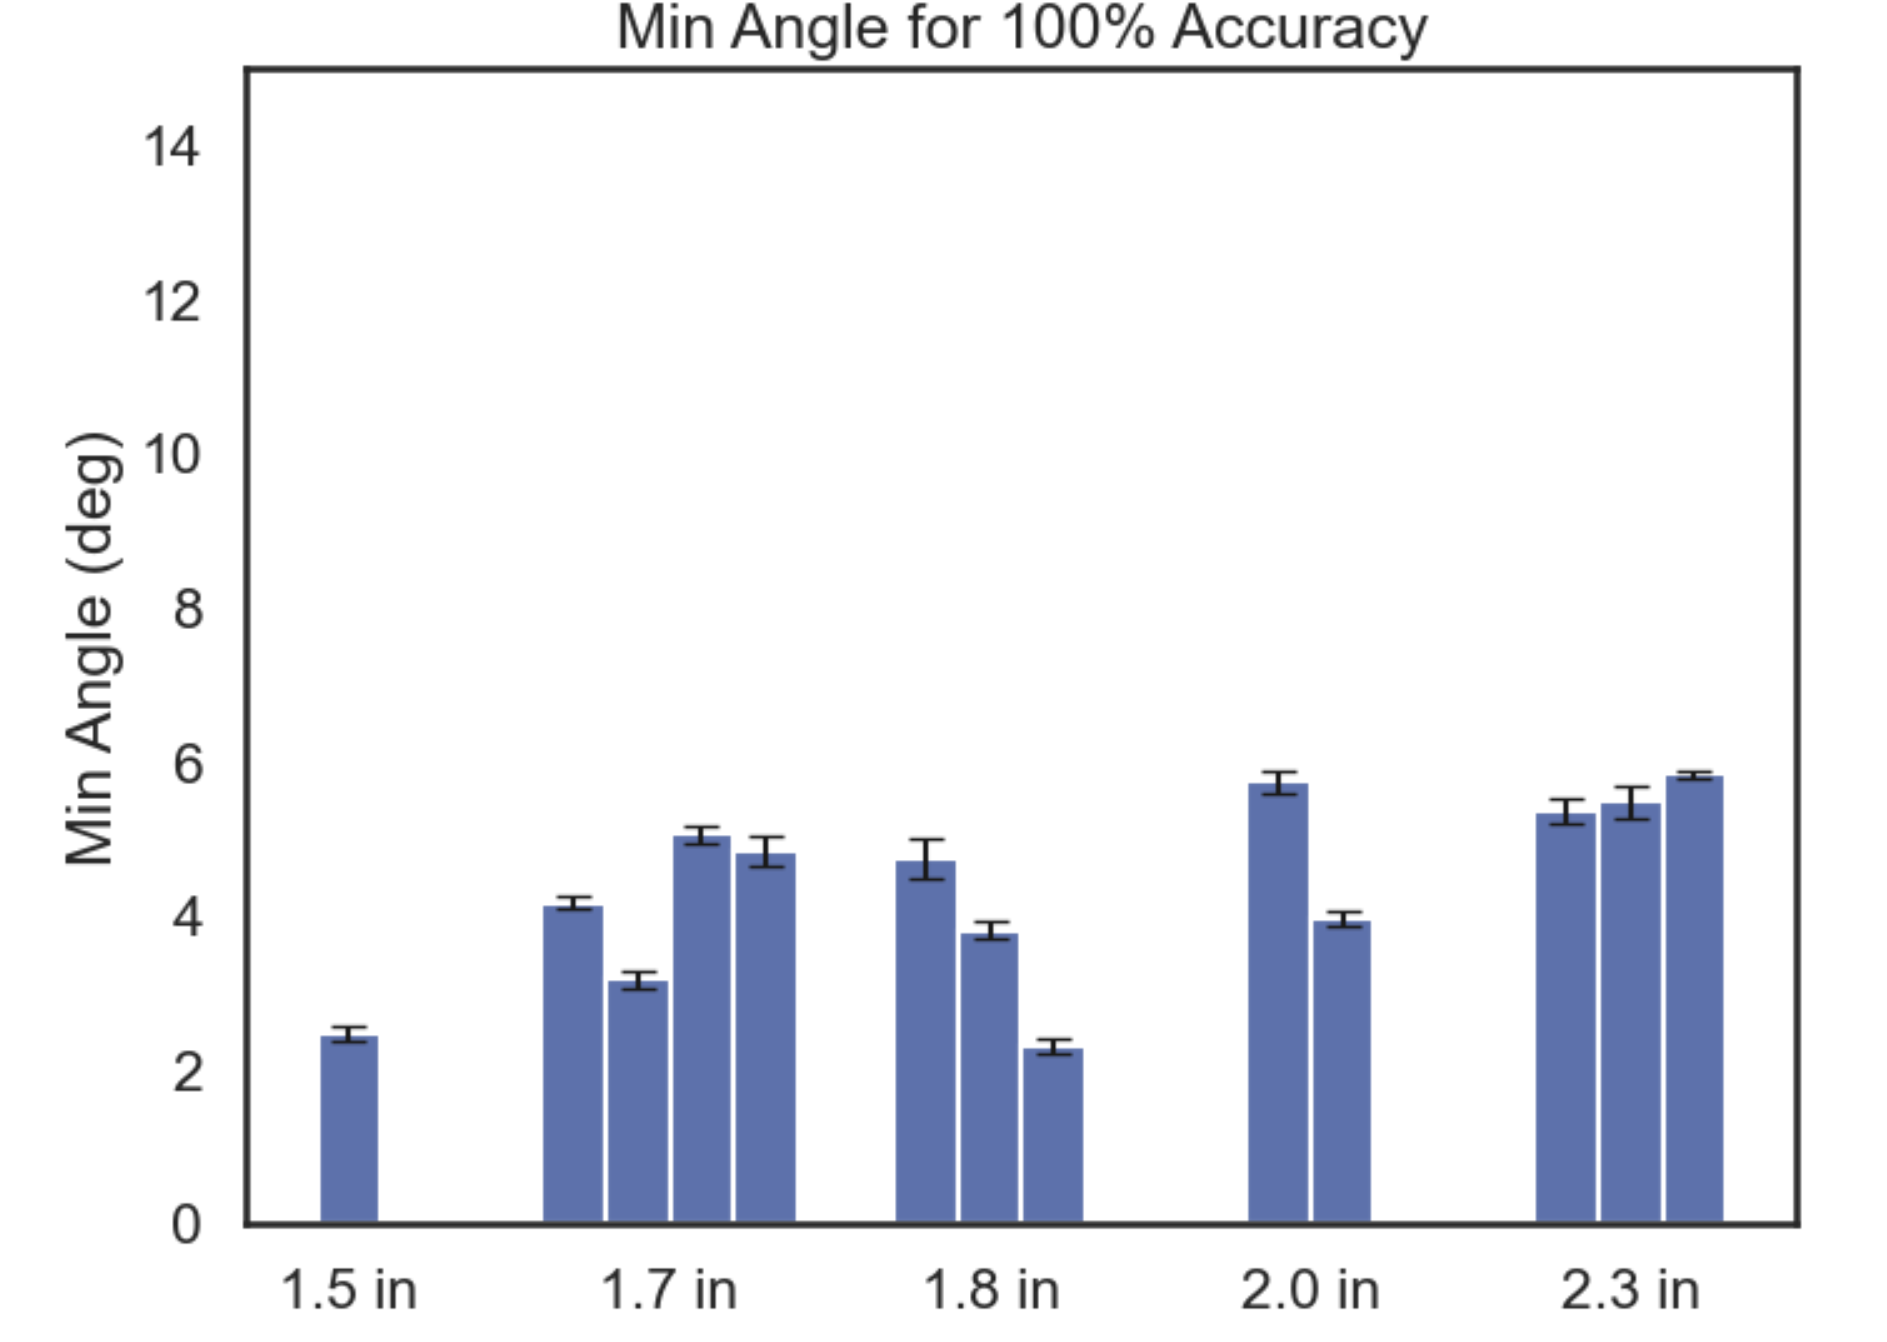 Min Angle for 100% Accuracy
Min Angle (deg)
14
12
10
8
6
4
2
0
1.5 in
1.7 in
1.8 in
2.0 in
2.3 in